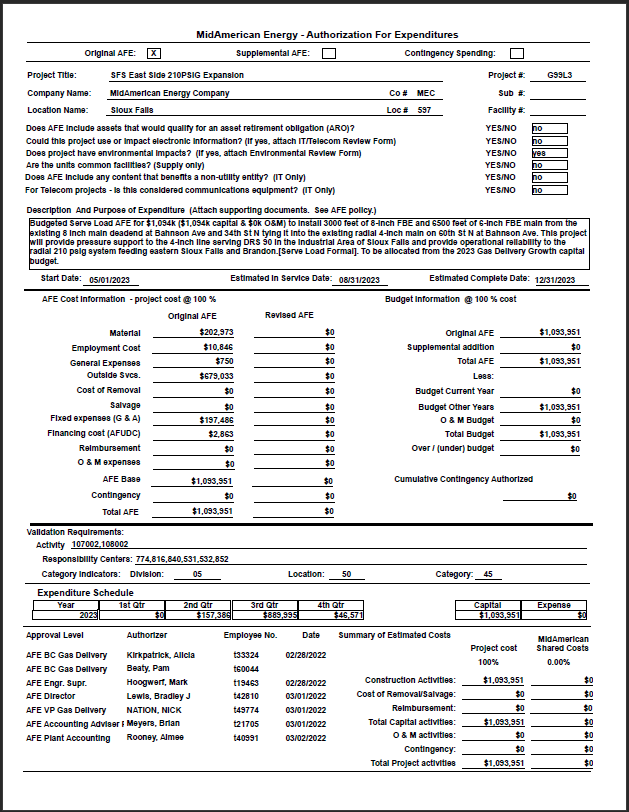 MidAmerican Energy - Authorization For Expenditures
Original AFE: X Supplemental AFE: Contingency Spending:
Project Title: SFS East Side 210PSIG Expansion Project #: G99L3
Company Name: MidAmerican Energy Company Co # MEC Sub #:
Location Name: Sioux Falls Loc # 597 Facility #:
Does AFE include assets that would qualify for an asset retirement obligation (ARO)? YES/NO no
Could this project use or impact electronic information? (If yes, attach IT/Telecom Review Form) YES/NO no
Does project have environmental impacts? (If yes, attach Environmental Review Form) YES/NO yes
Are the units common facilities? (Supply only) YES/NO no
Does AFE include any content that benefits a non-utility entity? (IT Only) YES/NO no
For Telecom projects - is this considered communications equipment? (IT Only) YES/NO no
Description And Purpose of Expenditure (Attach supporting documents. See AFE policy.)
Budgeted Serve Load AFE for $1,094k ($1,094k capital & $0k O&M) to install 3000 feet of 8-inch FBE and 6500 feet of 6-inch FBE main from the
existing 8 inch main deadend at Bahnson Ave and 34th St N tying it into the existing radial 4-inch main on 60th St N at Bahnson Ave. This project
will provide pressure support to the 4-inch line serving DRS 90 in the Industrial Area of Sioux Falls and provide operational reliability to the
radial 210 psig system feeding eastern Sioux Falls and Brandon.[Serve Load Formal]. To be allocated from the 2023 Gas Delivery Growth capital
budget.
Start Date: 05/01/2023 Estimated In Service Date: 08/31/2023 Estimated Complete Date: 12/31/2023
AFE Cost Information - project cost @ 100 % Budget Information @ 100 % cost
Original AFE Revised AFE
Material $202,973 $0 Original AFE $1,093,951
Employment Cost $10,846 $0 Supplemental addition $0
General Expenses $750 $0 Total AFE $1,093,951
Outside Svcs. $679,033 $0 Less:
Cost of Removal $0 $0 Budget Current Year $0
Salvage $0 $0 Budget Other Years $1,093,951
Fixed expenses (G & A) $197,486 $0 O & M Budget $0
Financing cost (AFUDC) $2,863 $0 Total Budget $1,093,951
Reimbursement $0 $0 Over / (under) budget $0
O & M expenses $0 $0
AFE Base $1,093,951 $0 Cumulative Contingency Authorized
Contingency $0 $0 $0
Total AFE $1,093,951 $0
Validation Requirements:
Activity 107002,108002
Responsibility Centers: 774,816,840,531,532,852
Category Indicators: Division: 05 Location: 50 Category: 45
Expenditure Schedule
Year 1st Qtr 2nd Qtr 3rd Qtr 4th Qtr Capital Expense
2023 $0 $157,386 $889,995 $46,571 $1,093,951 $0
Approval Level Authorizer Employee No. Date Summary of Estimated Costs Project cost MidAmerican Shared Costs
100% 0.00%
AFE BC Gas Delivery Kirkpatrick, Alicia t33324 02/28/2022
AFE BC Gas Delivery Beaty, Pam t60044
AFE Engr. Supr. Hoogwerf, Mark t19463 02/28/2022 Construction Activities: $1,093,951 $0
AFE Director Lewis, Bradley J t42810 03/01/2022 Cost of Removal/Salvage: $0 $0
AFE VP Gas Delivery NATION, NICK t49774 03/01/2022 Reimbursement: $0 $0
AFE Accounting Adviser F Meyers, Brian t21705 03/01/2022 Total Capital activities: $1,093,951 $0
AFE Plant Accounting Rooney, Aimee t40991 03/02/2022 O & M activities: $0 $0
Contingency: $0 $0
Total Project activities $1,093,951 $0